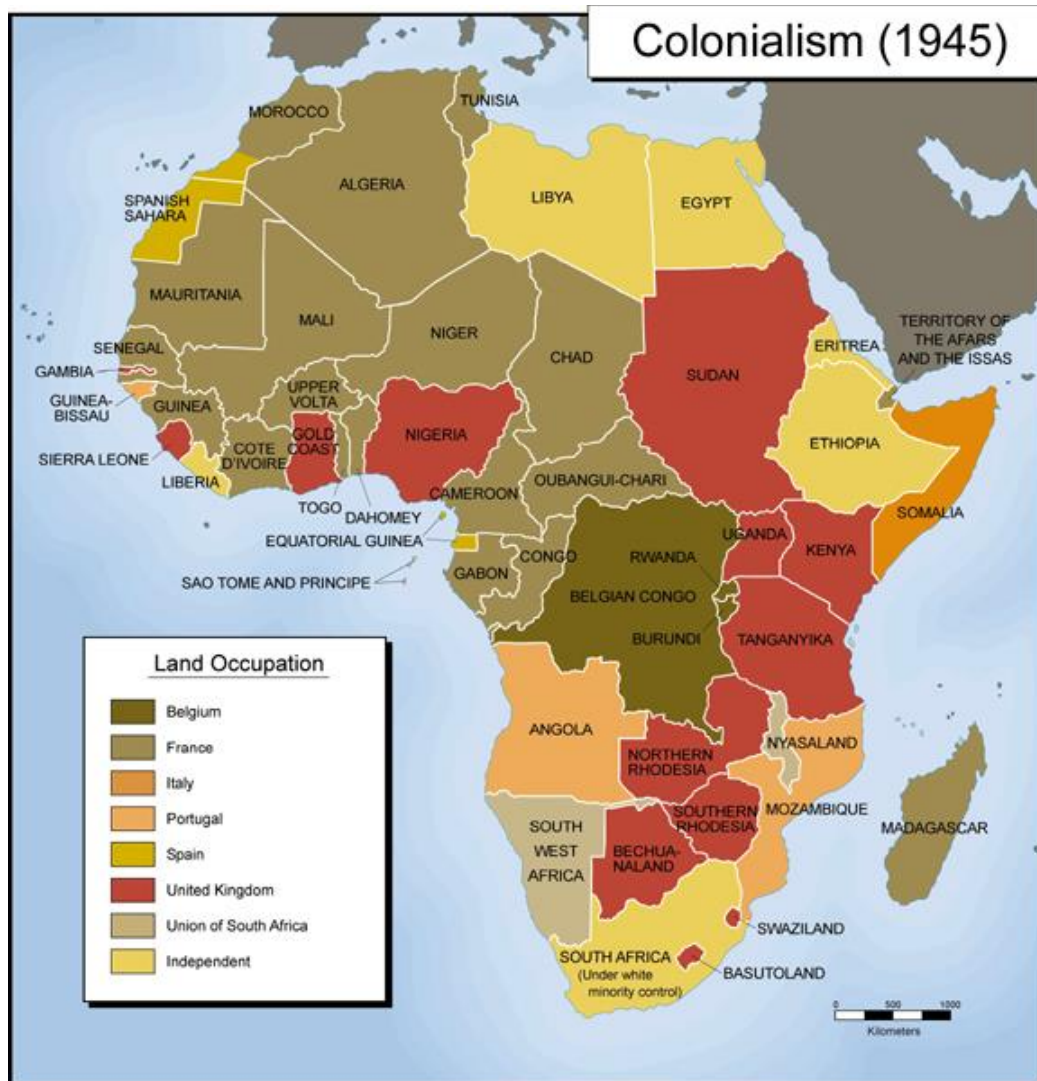 Colonialism (1945)
MOROCCO
TUNISIA
ALGERIA
LIBYA
EGYPT
SPANISH
SAHARA
MAURITANIA
MALI
NIGER
CHAD
SUDAN
ERITREA
TERRITORY OF
THE AFARS
AND THE ISSAS
SENEGAL
GAMBIA
GUINEA-
BISSAU
GUINEA
UPPER
VOLTA
SIERRA LEONE
COTE
D'IVOIRE
GOLD
COAST
NIGERIA
LIBERIA
TOGO
DAHOMEY
CAMEROON
OUBANGUI-CHARI
ETHIOPIA
SOMALIA
EQUATORIAL GUINEA
SAO TOME AND PRINCIPE
GABON
CONGO
RWANDA
BELGIAN CONGO
BURUNDI
UGANDA
KENYA
TANGANYIKA
ANGOLA
NORTHERN
RHODESIA
NYASALAND
SOUTHERN
RHODESIA
MOZAMBIQUE
MADAGASCAR
SOUTH
WEST
AFRICA
BECHUA-
NALAND
SWAZILAND
SOUTH AFRICA
(Under white
minority control)
BASUTOLAND
Land Occupation
Belgium
France
Italy
Portugal
Spain
United Kingdom
Union of South Africa
Independent
0 500 1000
Kilometers